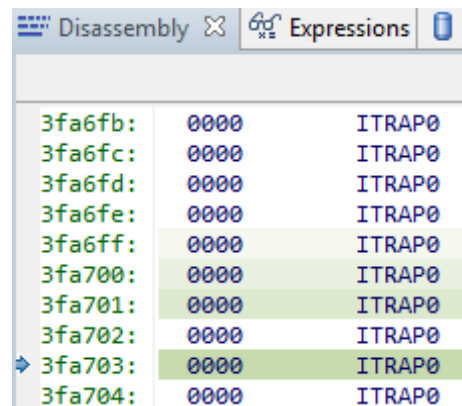 Disassembly Expressions
3fa6fb: 0000 ITRAP0
3fa6fc: 0000 ITRAP0
3fa6fd: 0000 ITRAP0
3fa6fe: 0000 ITRAP0
3fa6ff: 0000 ITRAP0
3fa700: 0000 ITRAP0
3fa701: 0000 ITRAP0
3fa702: 0000 ITRAP0
3fa703: 0000 ITRAP0
3fa704: 0000 ITRAP0